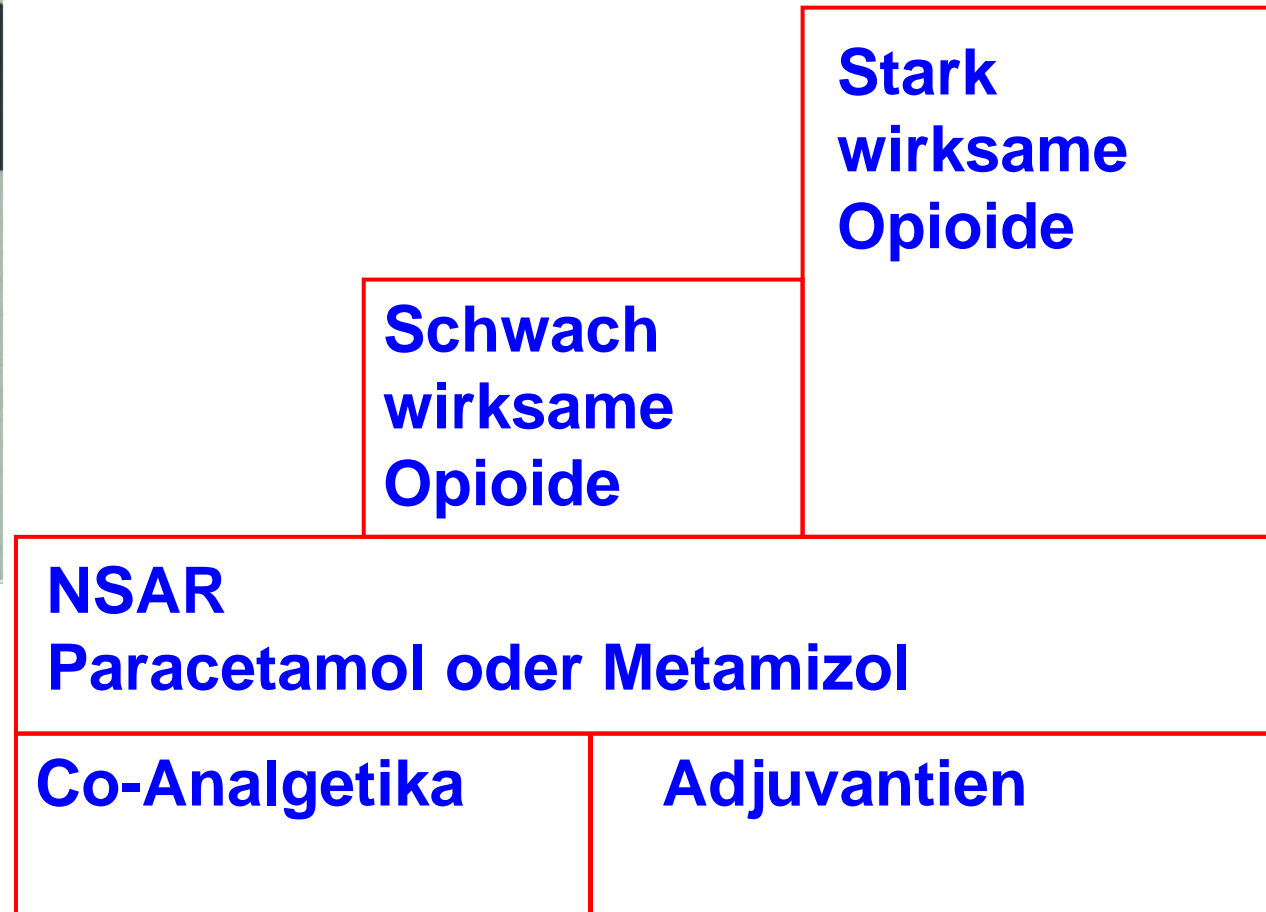 Stark
wirksame
Opioide
Schwach
wirksame
Opioide
NSAR
Paracetamol oder Metamizol
Co-Analgetika
Adjuvantien